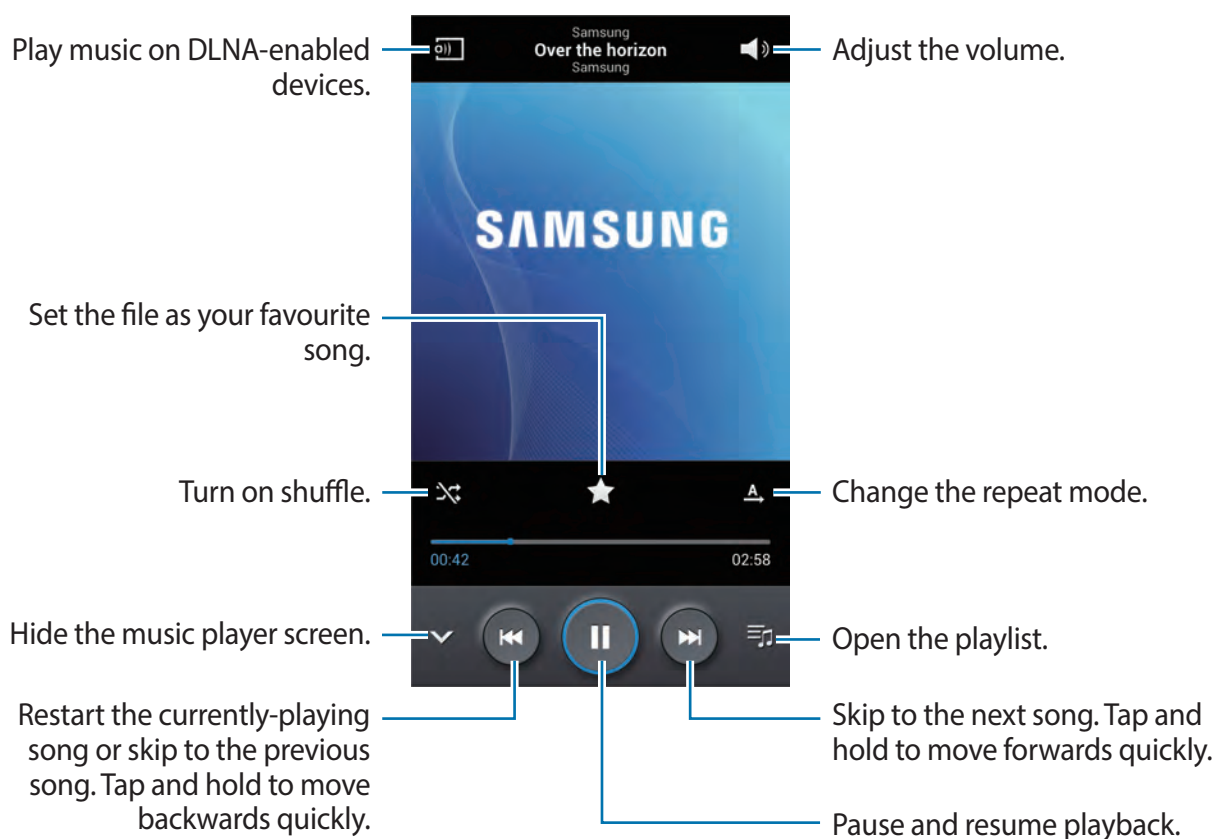 Play music on DLNA-enabled
devices.
Samsung
Over the horizon
Samsung
Adjust the volume.
SAMSUNG
Set the file as your favourite
song.
Turn on shuffle.
A
Change the repeat mode.
00:42
02:58
Hide the music player screen.
Open the playlist.
Restart the currently-playing
song or skip to the previous
song. Tap and hold to move
backwards quickly.
Skip to the next song. Tap and
hold to move forwards quickly.
Pause and resume playback.